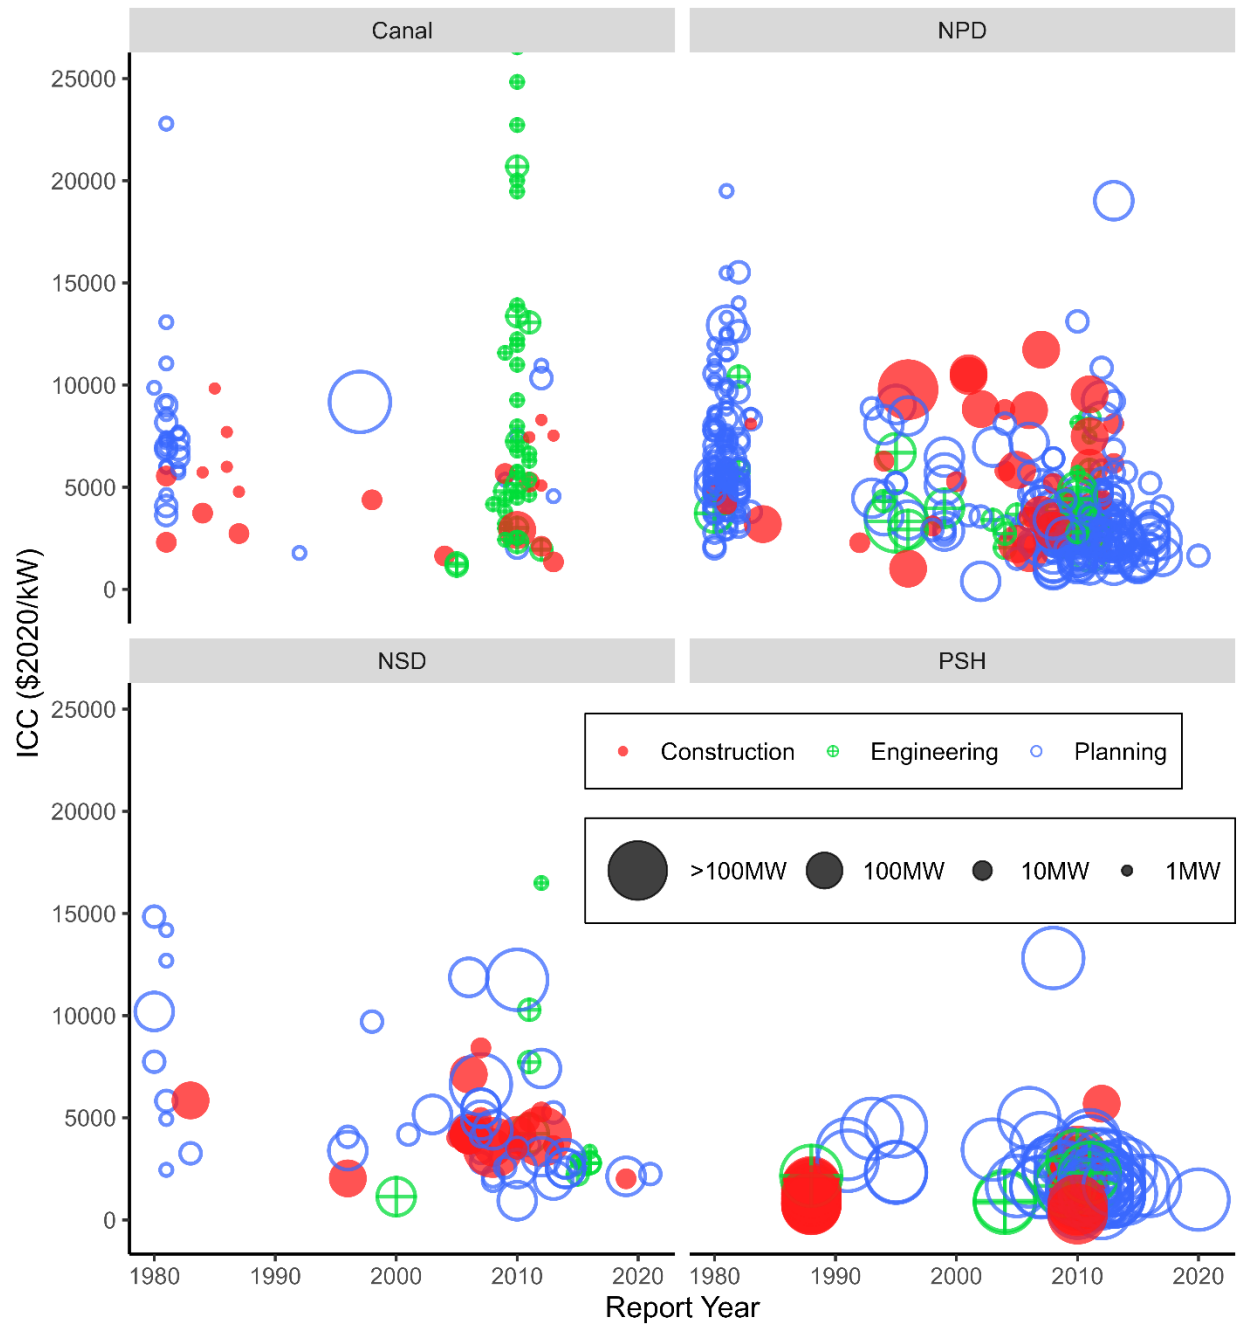 Canal NPD
25000
20000
15000
10000
5000
0
NSD PSH
25000
20000
15000
10000
5000
0
Construction Engineering Planning
>100MW 100MW 10MW 1MW
1980 1990 2000 2010 2020 1980 1990 2000 2010 2020
Report Year
ICC ($2020/kW)